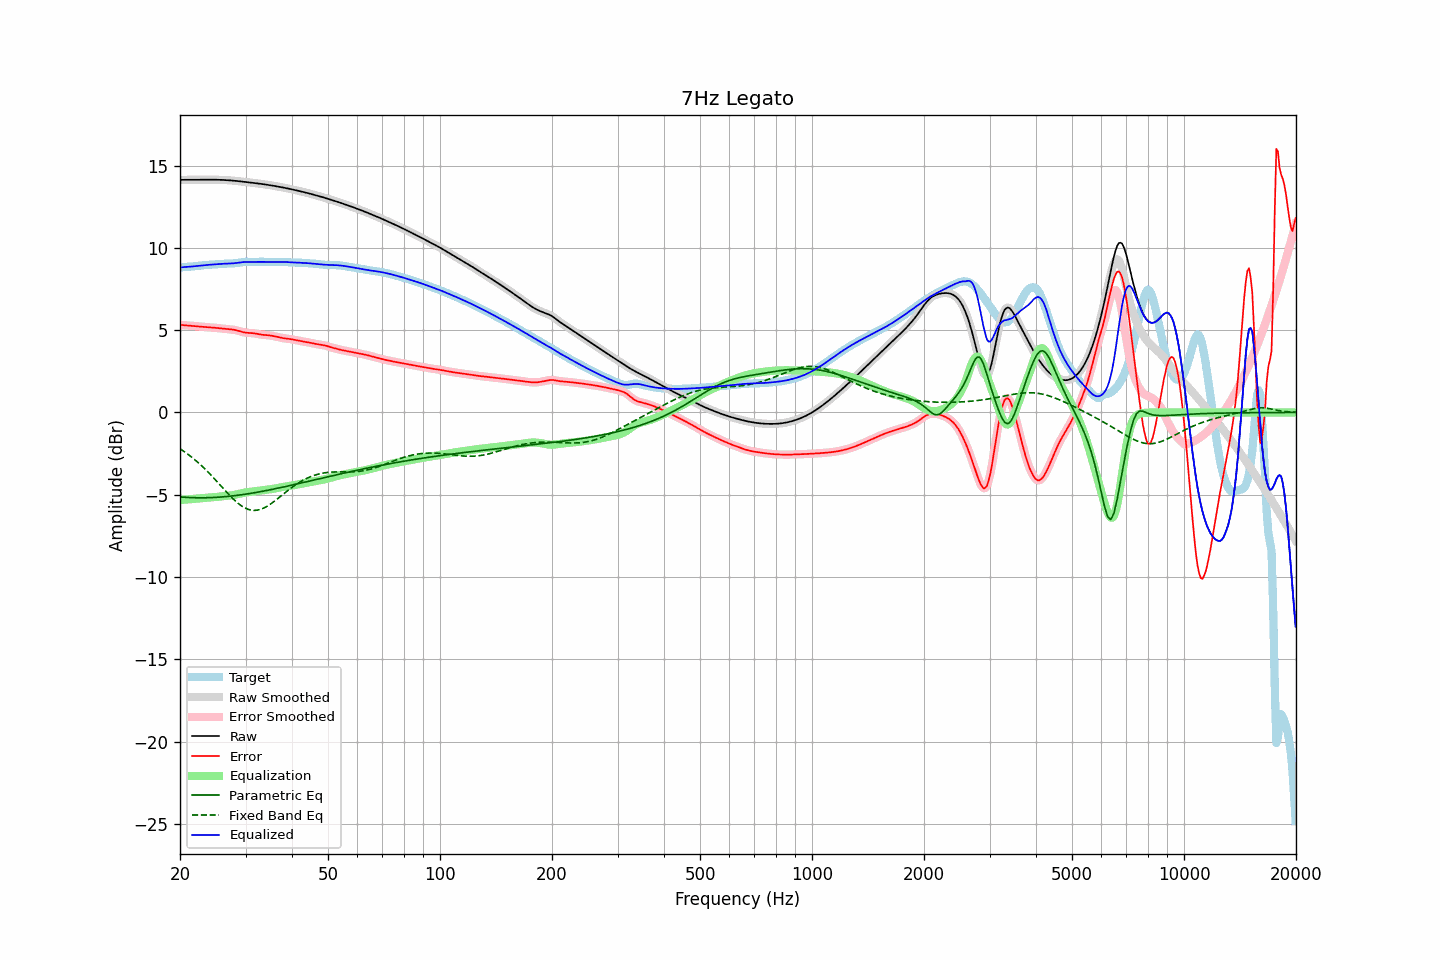 7Hz Legato
15
10
5
0
−5
−10
−15
−20
−25
Amplitude (dBr)
Target
Raw Smoothed
Error Smoothed
Raw
Error
Equalization
Parametric Eq
Fixed Band Eq
Equalized
20 50 100 200 500 1000 2000 5000 10000 20000
Frequency (Hz)